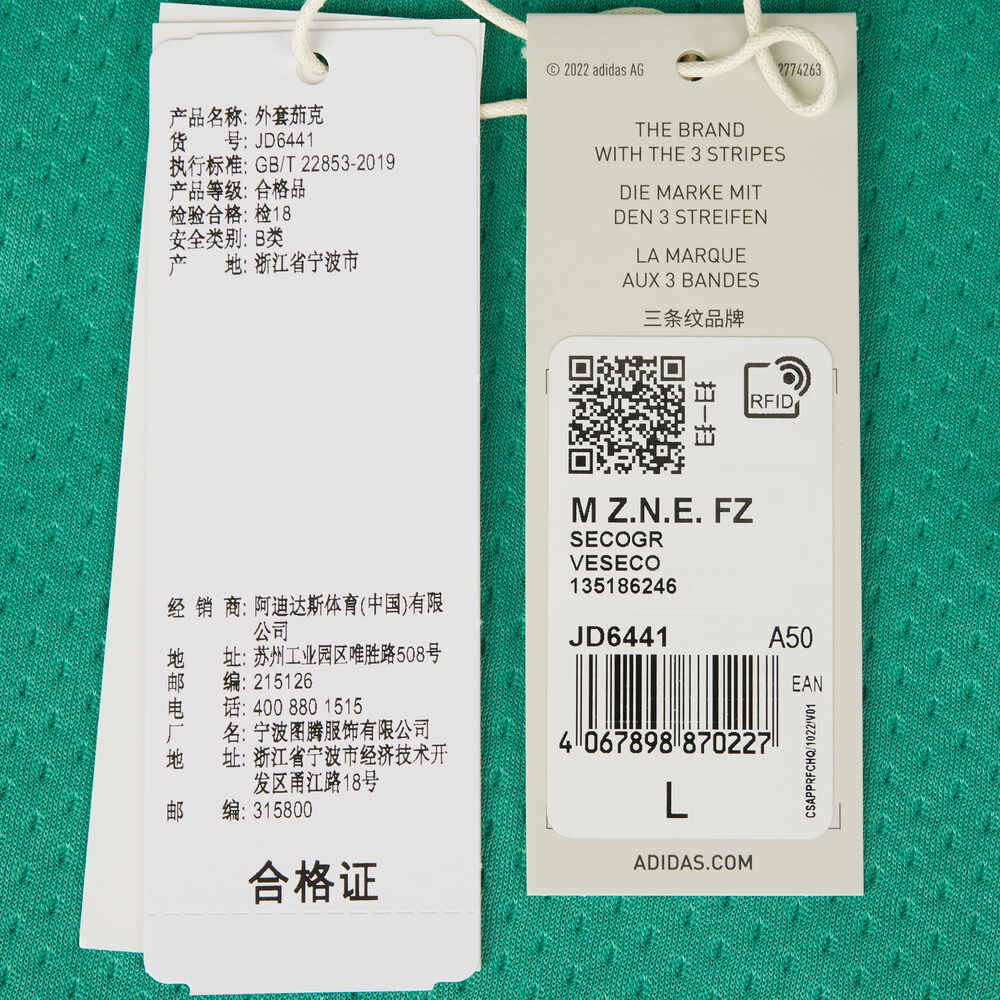 产品名称: 外套茄克
货 号: JD6441
执行标准: GB/T 22853-2019
产品等级: 合格品
检验合格: 检18
安全类别: B类
产 地: 浙江省宁波市
经 销 商: 阿迪达斯体育(中国)有限
公司
地 址: 苏州工业园区唯胜路508号
邮 编: 215126
电 话: 400 880 1515
厂 名: 宁波图腾服饰有限公司
地 址: 浙江省宁波市经济技术开
发区甬江路18号
邮 编: 315800
合格证
© 2022 adidas AG
2774263
THE BRAND
WITH THE 3 STRIPES
DIE MARKE MIT
DEN 3 STREIFEN
LA MARQUE
AUX 3 BANDES
三条纹品牌
扫一扫
RFID
M Z.N.E. FZ
SECOGR
VESECO
135186246
JD6441 A50
EAN
4 067898 870227
CSAPPRFCHQ/1022/V01
L
ADIDAS.COM